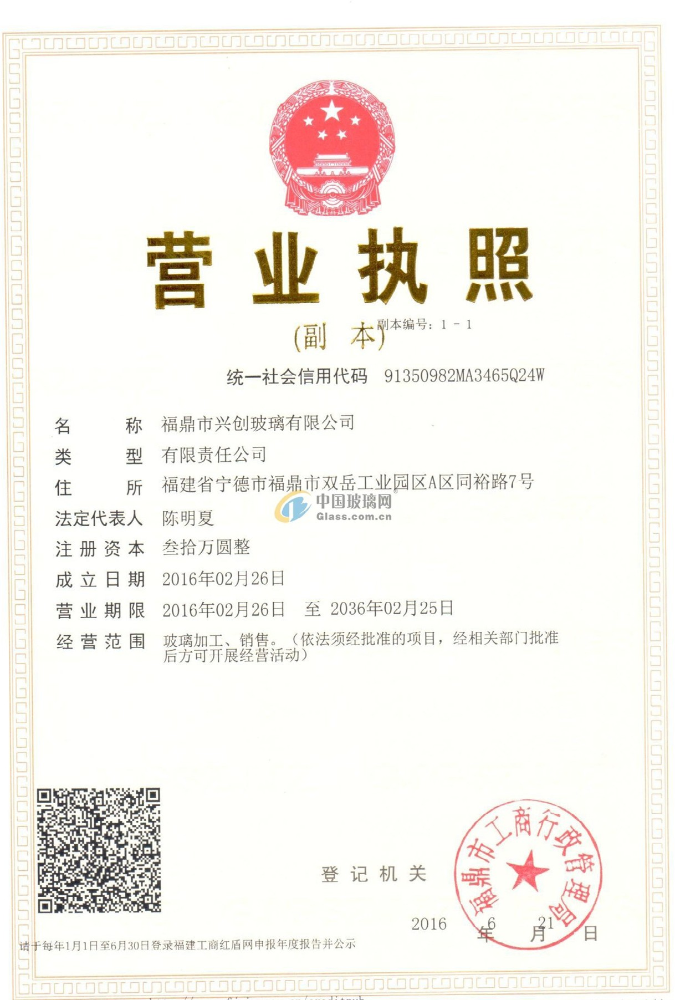 营业执照
(副 本) 副本编号：1 - 1
统一社会信用代码 91350982MA3465Q24W
名 称 福鼎市兴创玻璃有限公司
类 型 有限责任公司
住 所 福建省宁德市福鼎市双岳工业园区A区同裕路7号
中国玻璃网®
Glass.com.cn
法定代表人 陈明夏
注册资本 叁拾万圆整
成立日期 2016年02月26日
营业期限 2016年02月26日 至 2036年02月25日
经营范围 玻璃加工、销售。（依法须经批准的项目，经相关部门批准
后方可开展经营活动）
福鼎市工商行政管理局
登记机关
2016 年 6 月 21 日
请于每年1月1日至6月30日登录福建工商红盾网申报年度报告并公示